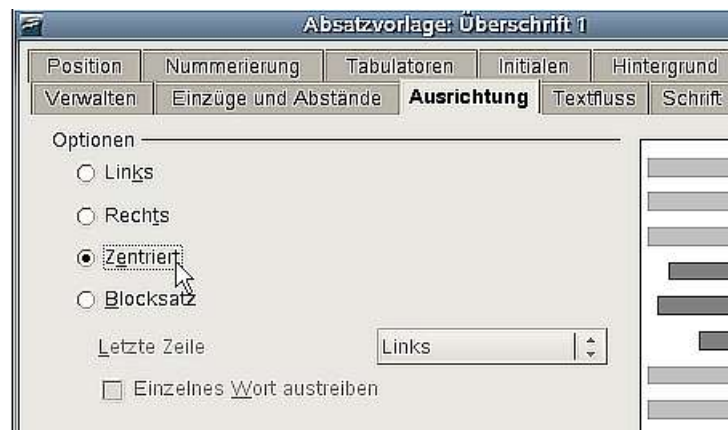 Absatzvorlage: Überschrift 1
Position Nummerierung Tabulatoren Initialen Hintergrund
Verwalten Einzüge und Abstände Ausrichtung Textfluss Schrift
Optionen
Links
Rechts
Zentriert
Blocksatz
Letzte Zeile Links
Einzelnes Wort austreiben